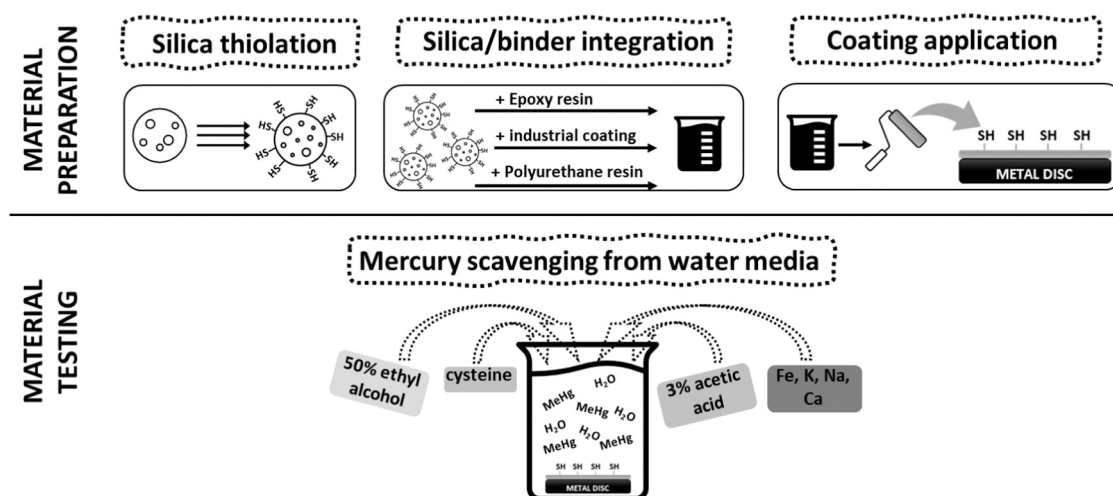 MATERIAL
PREPARATION
Silica thiolation
Silica/binder integration
Coating application
HS
SH
HS
SH
HS
SH
HS
SH
HS
SH
+ Epoxy resin
+ industrial coating
+ Polyurethane resin
SH SH SH SH
METAL DISC
MATERIAL
TESTING
Mercury scavenging from water media
50% ethyl
alcohol
cysteine
3% acetic
acid
Fe, K, Na,
Ca
H₂O
MeHg
MeHg H₂O
H₂O
H₂O MeHg
MeHg
SH SH SH SH
METAL DISC